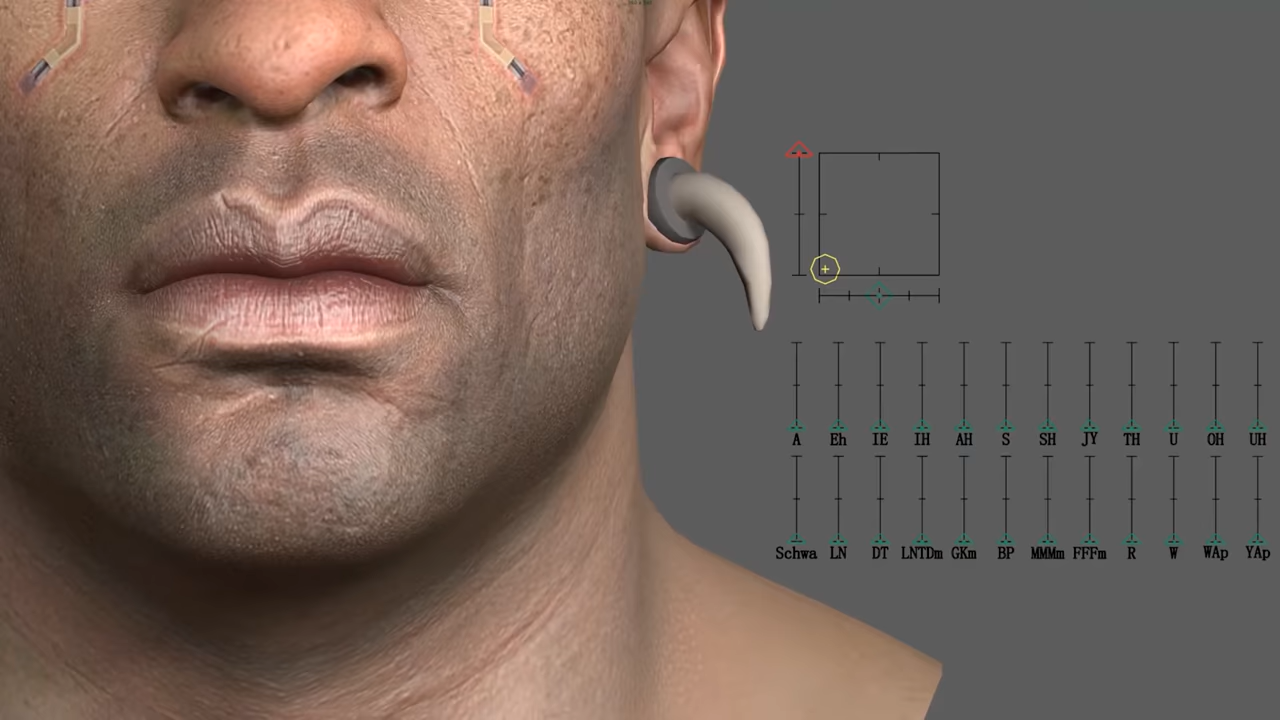 A Eh IE IH AH S SH JY TH U OH UH
Schwa LN DT LNTDm GKm BP MMMm FFFm R W WAp YAp